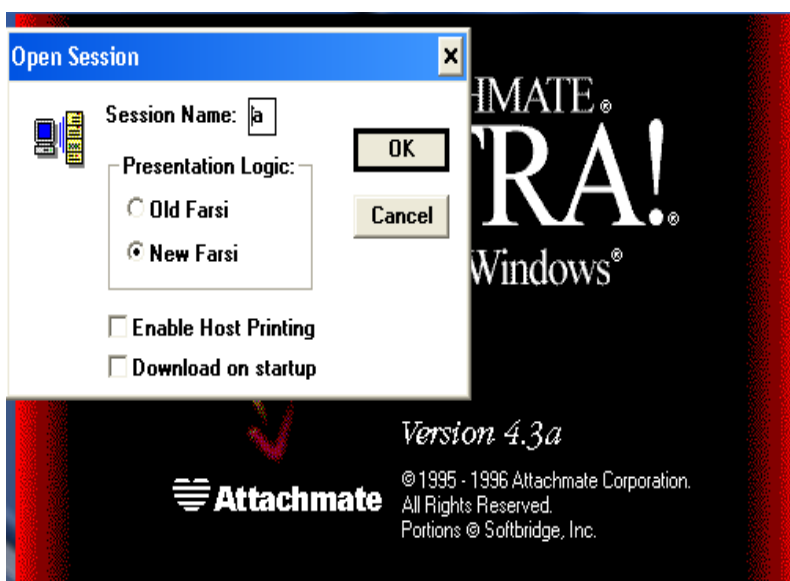 Open Session
Session Name: a
Presentation Logic:
Old Farsi
New Farsi
Enable Host Printing
Download on startup
OK
Cancel
HMATE®
TRA!®
Windows®
Version 4.3a
Attachmate
© 1995 - 1996 Attachmate Corporation.
All Rights Reserved.
Portions © Softbridge, Inc.